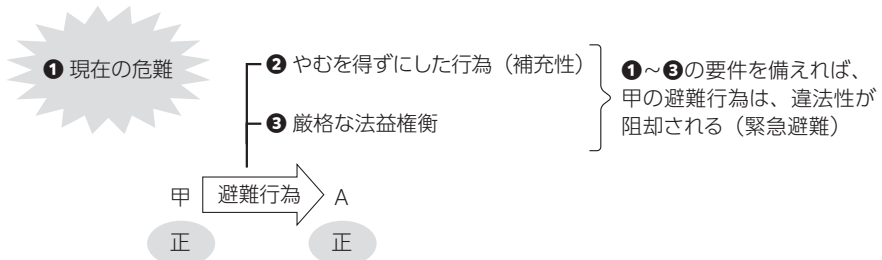 ❶ 現在の危難
❷ やむを得ずにした行為（補充性）
❸ 厳格な法益権衡
❶～❸の要件を備えれば、
甲の避難行為は、違法性が
阻却される（緊急避難）
甲 避難行為 A
正 正